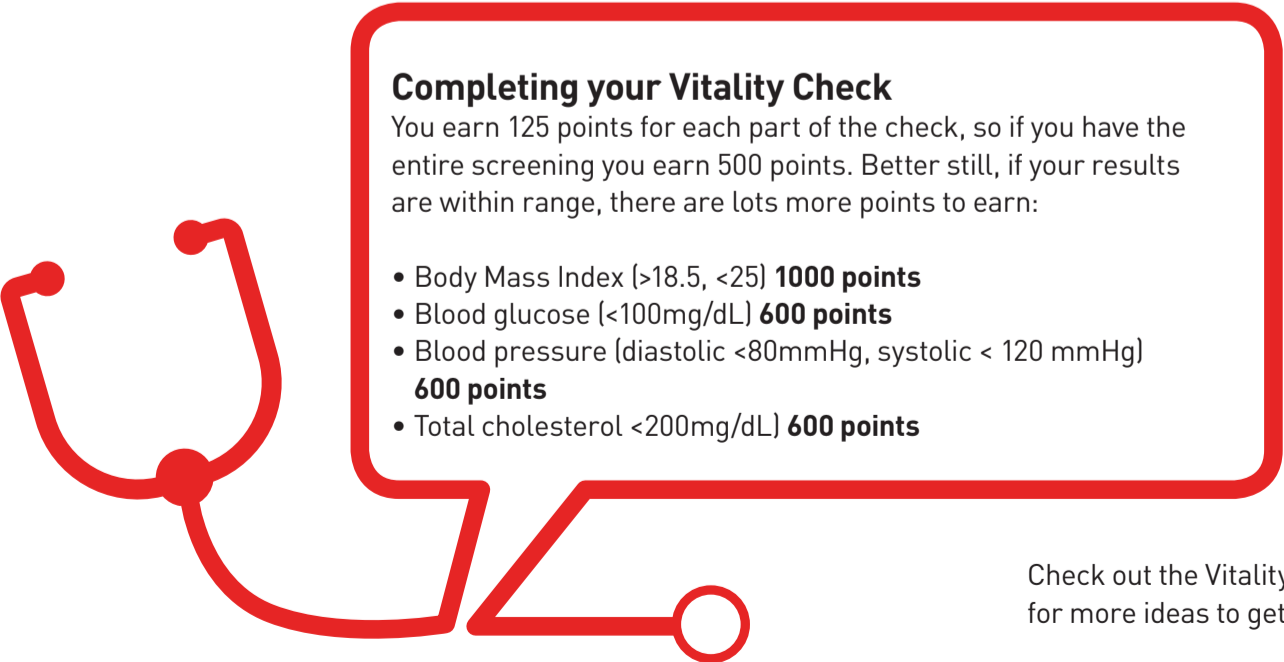 Completing your Vitality Check
You earn 125 points for each part of the check, so if you have the
entire screening you earn 500 points. Better still, if your results
are within range, there are lots more points to earn:
• Body Mass Index (>18.5, <25) 1000 points
• Blood glucose (<100mg/dL) 600 points
• Blood pressure (diastolic <80mmHg, systolic < 120 mmHg)
600 points
• Total cholesterol <200mg/dL) 600 points
Check out the Vitality
for more ideas to get